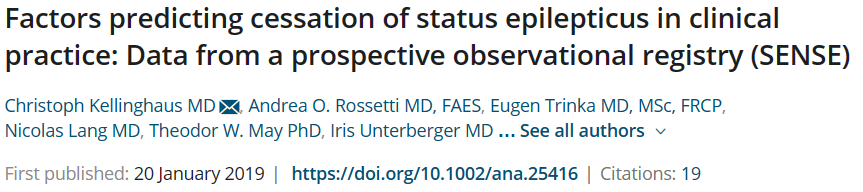 Factors predicting cessation of status epilepticus in clinical
practice: Data from a prospective observational registry (SENSE)
Christoph Kellinghaus MD, Andrea O. Rossetti MD, FAES, Eugen Trinka MD, MSc, FRCP,
Nicolas Lang MD, Theodor W. May PhD, Iris Unterberger MD ... See all authors
First published: 20 January 2019 | https://doi.org/10.1002/ana.25416 | Citations: 19